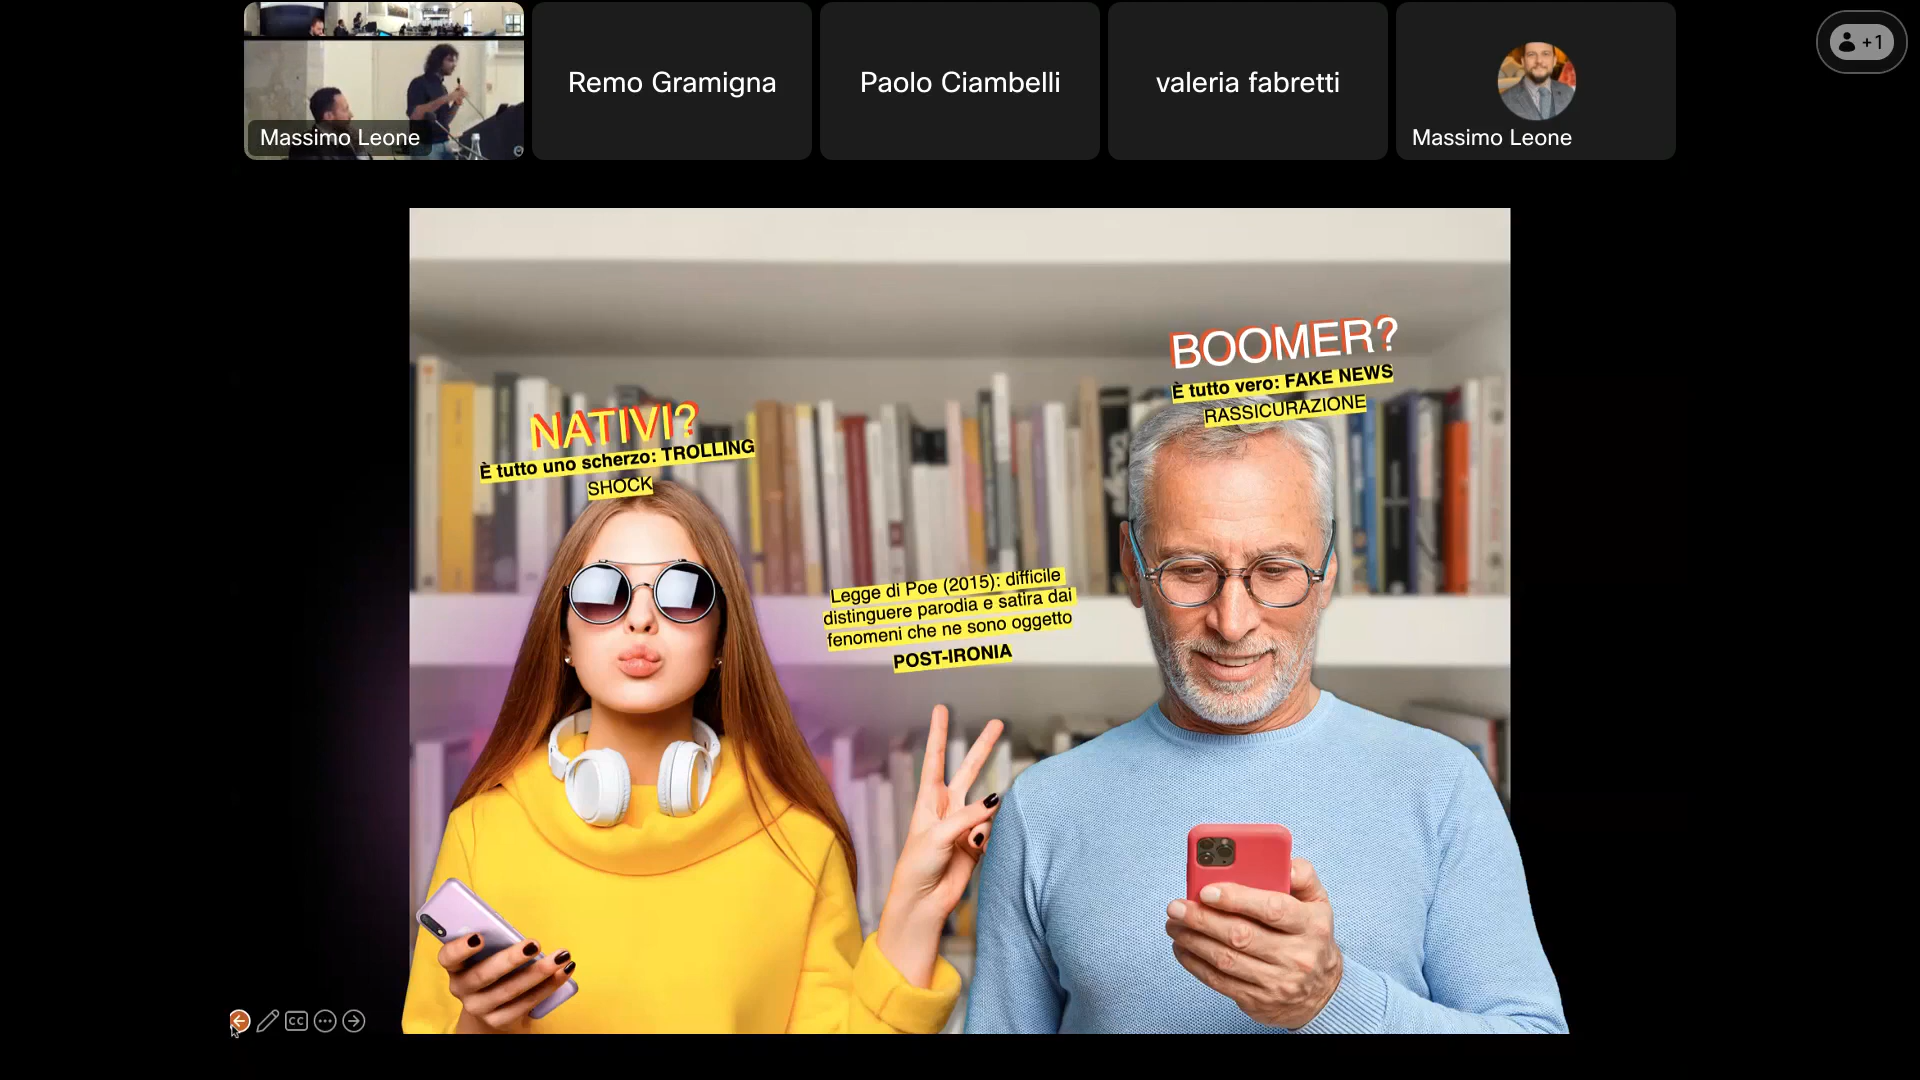 Massimo Leone
Remo Gramigna
Paolo Ciambelli
valeria fabretti
Massimo Leone
+1
NATIVI?
È tutto uno scherzo: TROLLING
SHOCK
BOOMER?
È tutto vero: FAKE NEWS
RASSICURAZIONE
Legge di Poe (2015): difficile
distinguere parodia e satira dai
fenomeni che ne sono oggetto
POST-IRONIA
CC